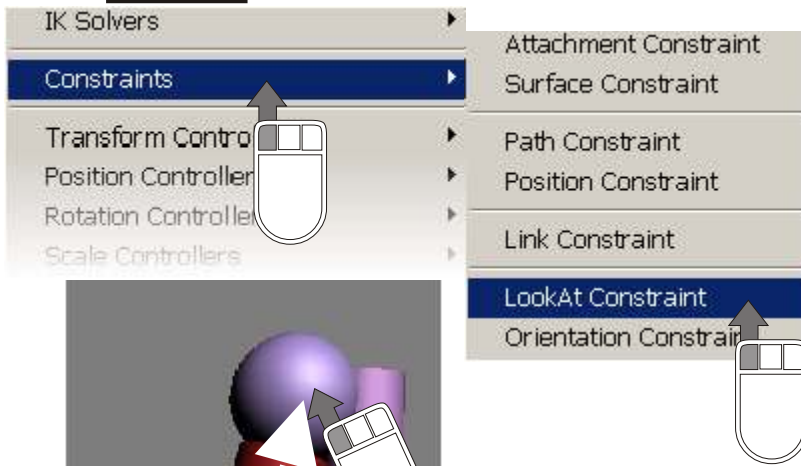 IK Solvers
Constraints
Transform Contro
Position Controller
Rotation Controlle
Scale Controllers
Attachment Constraint
Surface Constraint
Path Constraint
Position Constraint
Link Constraint
LookAt Constraint
Orientation Constrain